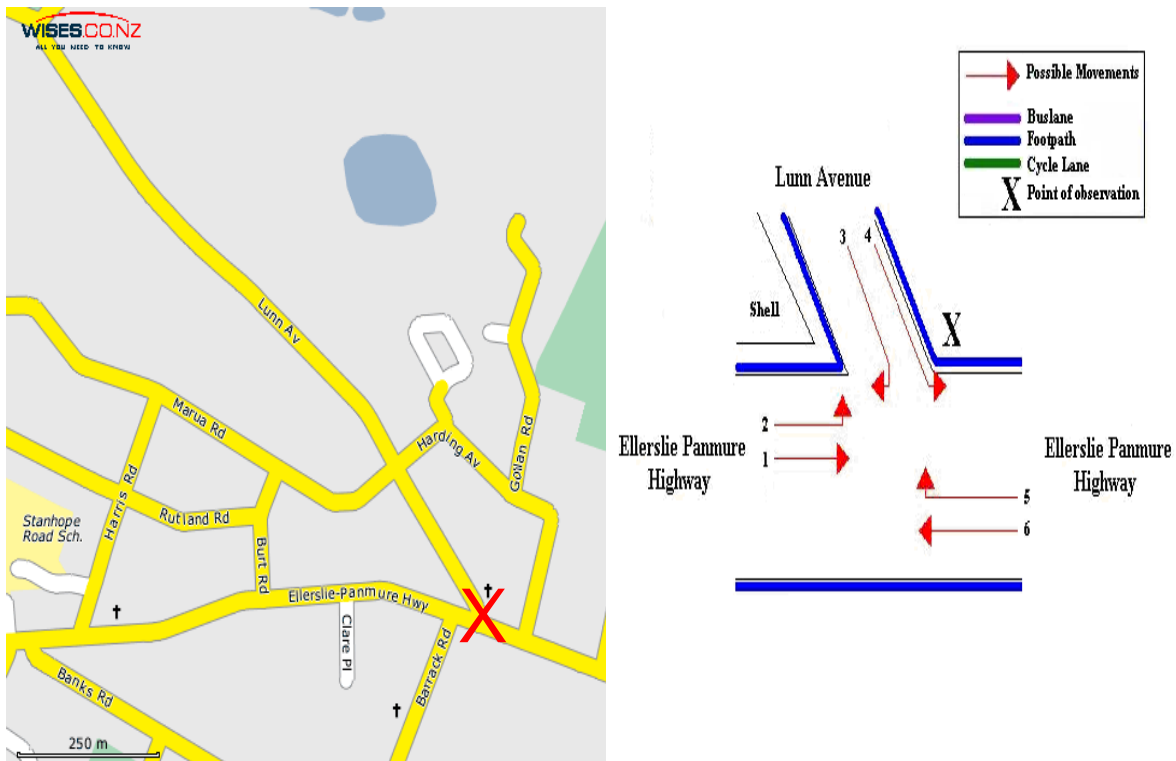 WISES.CO.NZ
ALL YOU NEED TO KNOW
Lunn Av
Marua Rd
Harding Av
Gollan Rd
Harris Rd
Rutland Rd
Stanhope
Road Sch.
Burt Rd
Ellerslie-Panmure Hwy
X
Clare Pl
Barrack Rd
Banks Rd
250 m
Possible Movements
Buslane
Footpath
Cycle Lane
X Point of observation
Lunn Avenue
3 4
Shell
X
2
1
Ellerslie Panmure
Highway
Ellerslie Panmure
Highway
5
6